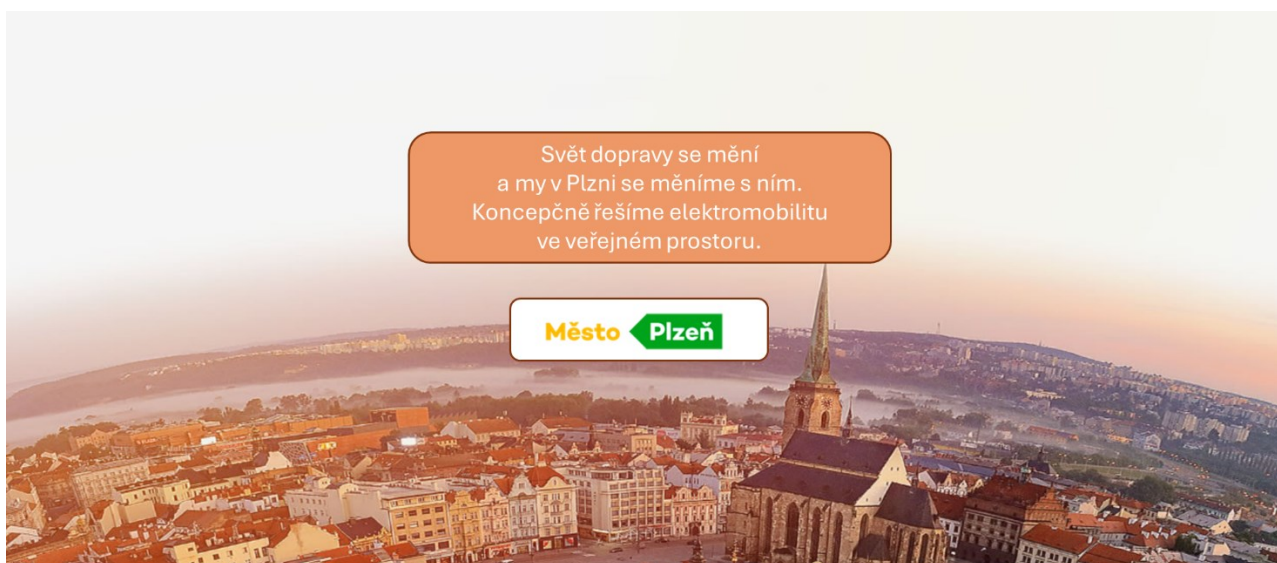 Svět dopravy se mění
a my v Plzni se měníme s ním.
Koncepčně řešíme elektromobilitu
ve veřejném prostoru.
Město Plzeň